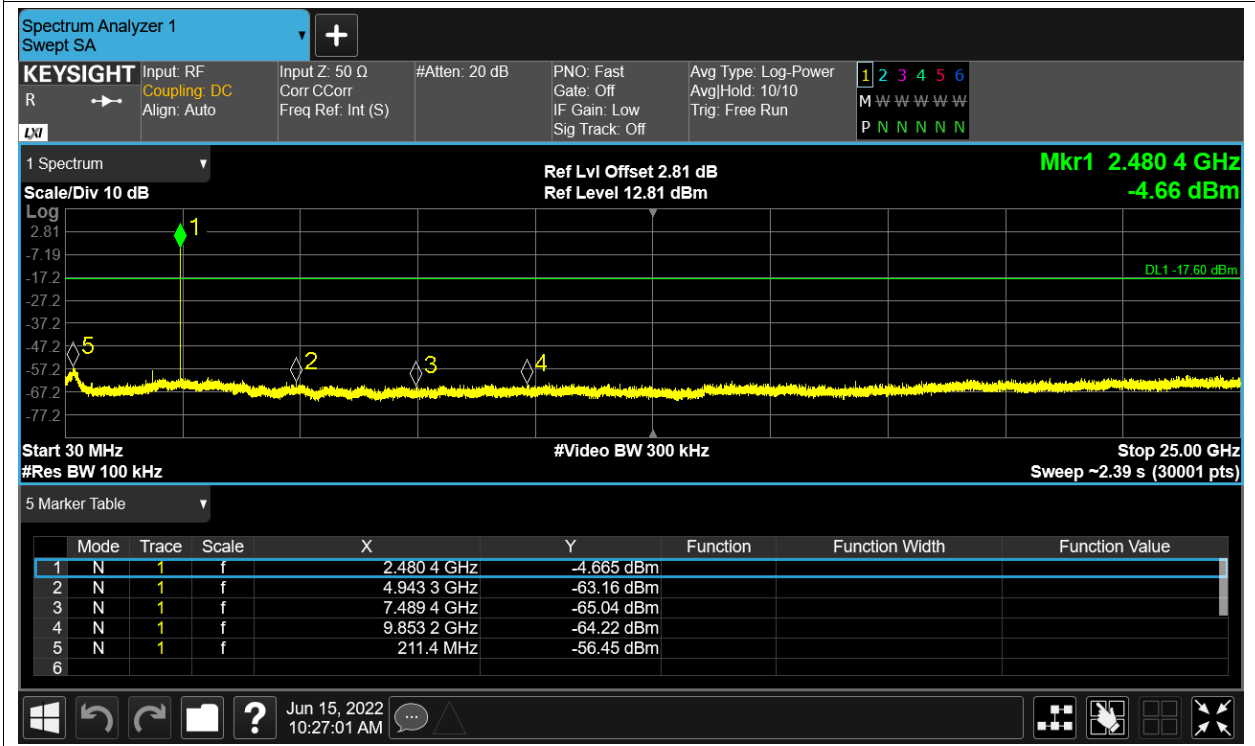 Spectrum Analyzer 1
Swept SA
+
KEYSIGHT
R
LXI
Input: RF
Coupling: DC
Align: Auto
Input Z: 50 Ω
Corr CCorr
Freq Ref: Int (S)
#Atten: 20 dB
PNO: Fast
Gate: Off
IF Gain: Low
Sig Track: Off
Avg Type: Log-Power
Avg|Hold: 10/10
Trig: Free Run
1 2 3 4 5 6
M W W W W W
P N N N N N
1 Spectrum
Scale/Div 10 dB
Ref Lvl Offset 2.81 dB
Ref Level 12.81 dBm
Mkr1 2.480 4 GHz
-4.66 dBm
Log
2.81
-7.19
-17.2
-27.2
-37.2
-47.2
-57.2
-67.2
-77.2
1
DL1 -17.60 dBm
5
2
3
4
Start 30 MHz
#Res BW 100 kHz
#Video BW 300 kHz
Stop 25.00 GHz
Sweep ~2.39 s (30001 pts)
5 Marker Table
Mode Trace Scale X Y Function Function Width Function Value
1 N 1 f 2.480 4 GHz -4.665 dBm
2 N 1 f 4.943 3 GHz -63.16 dBm
3 N 1 f 7.489 4 GHz -65.04 dBm
4 N 1 f 9.853 2 GHz -64.22 dBm
5 N 1 f 211.4 MHz -56.45 dBm
6
?
Jun 15, 2022
10:27:01 AM